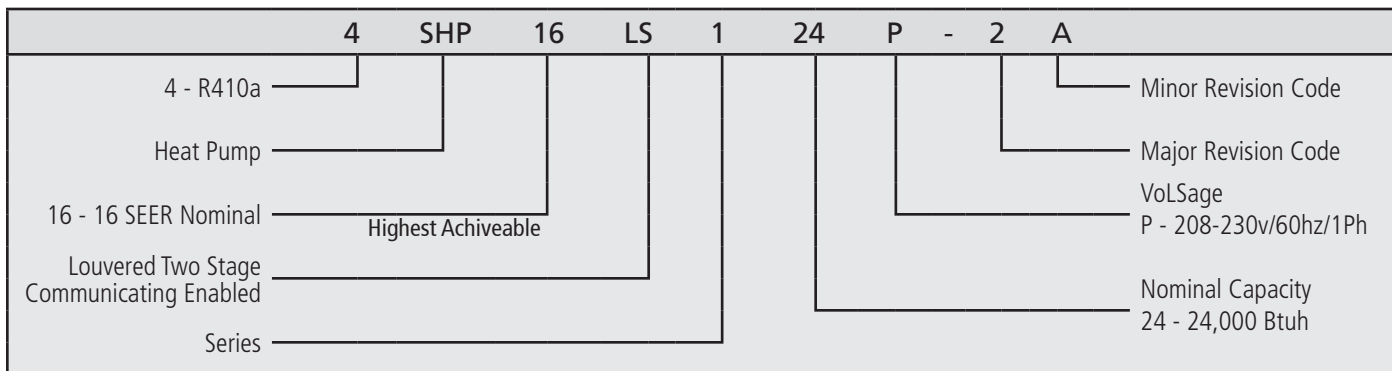 4 SHP 16 LS 1 24 P - 2 A
4 - R410a
Heat Pump
16 - 16 SEER Nominal
Highest Achiveable
Louvered Two Stage
Communicating Enabled
Series
Minor Revision Code
Major Revision Code
VoLSage
P - 208-230v/60hz/1Ph
Nominal Capacity
24 - 24,000 Btuh